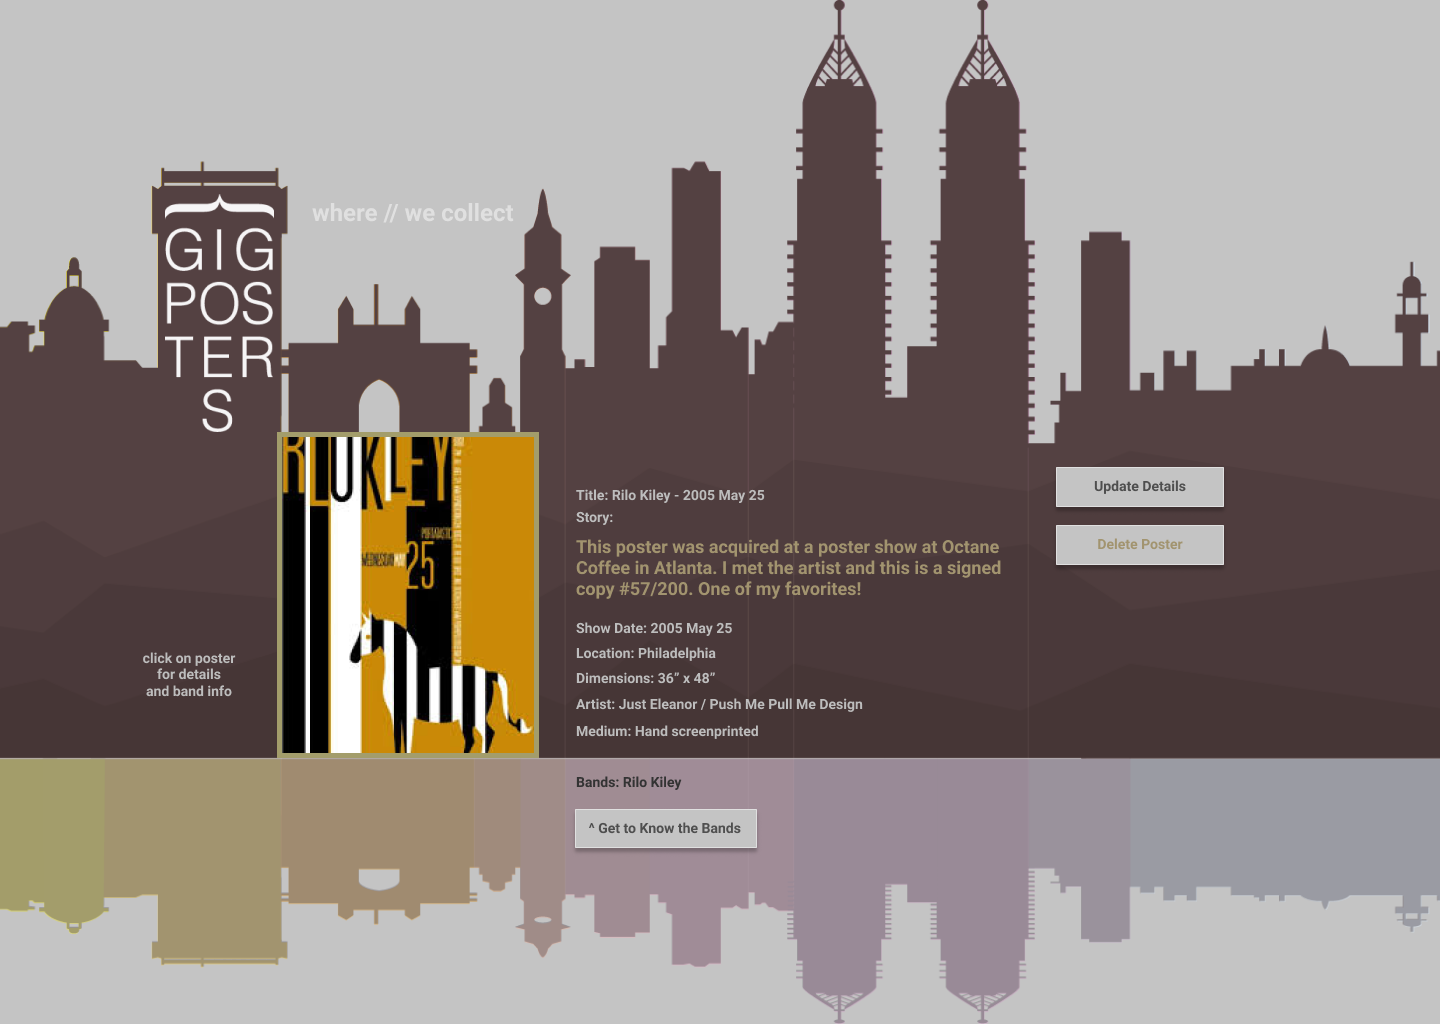 where // we collect
GIG
POS
TER
S
RILO KILEY
WEDNESDAY MAY
25
Title: Rilo Kiley - 2005 May 25
Story:
This poster was acquired at a poster show at Octane
Coffee in Atlanta. I met the artist and this is a signed
copy #57/200. One of my favorites!
Show Date: 2005 May 25
Location: Philadelphia
Dimensions: 36” x 48”
Artist: Just Eleanor / Push Me Pull Me Design
Medium: Hand screenprinted
click on poster
for details
and band info
Update Details
Delete Poster
Bands: Rilo Kiley
^ Get to Know the Bands